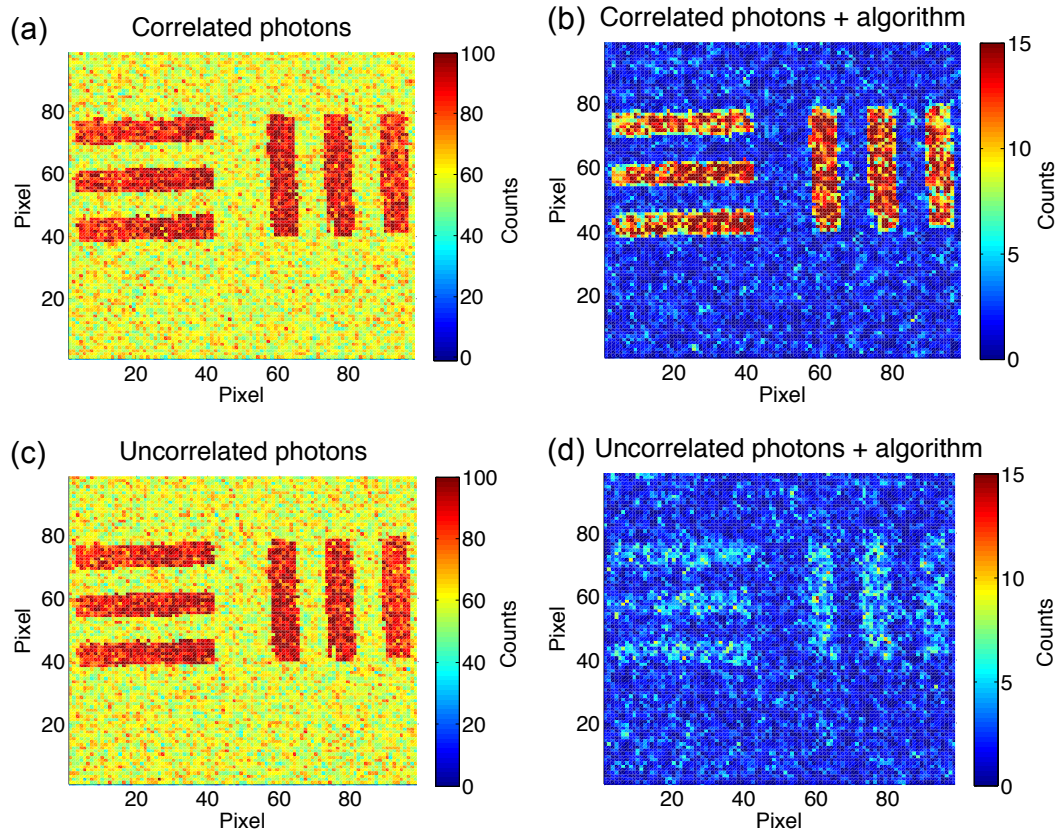 (a) Correlated photons
100
80
60
40
20
0
Counts
80
60
40
20
Pixel
20 40 60 80
Pixel
(b) Correlated photons + algorithm
15
10
5
0
Counts
80
60
40
20
Pixel
20 40 60 80
Pixel
(c) Uncorrelated photons
100
80
60
40
20
0
Counts
80
60
40
20
Pixel
20 40 60 80
Pixel
(d) Uncorrelated photons + algorithm
15
10
5
0
Counts
80
60
40
20
Pixel
20 40 60 80
Pixel